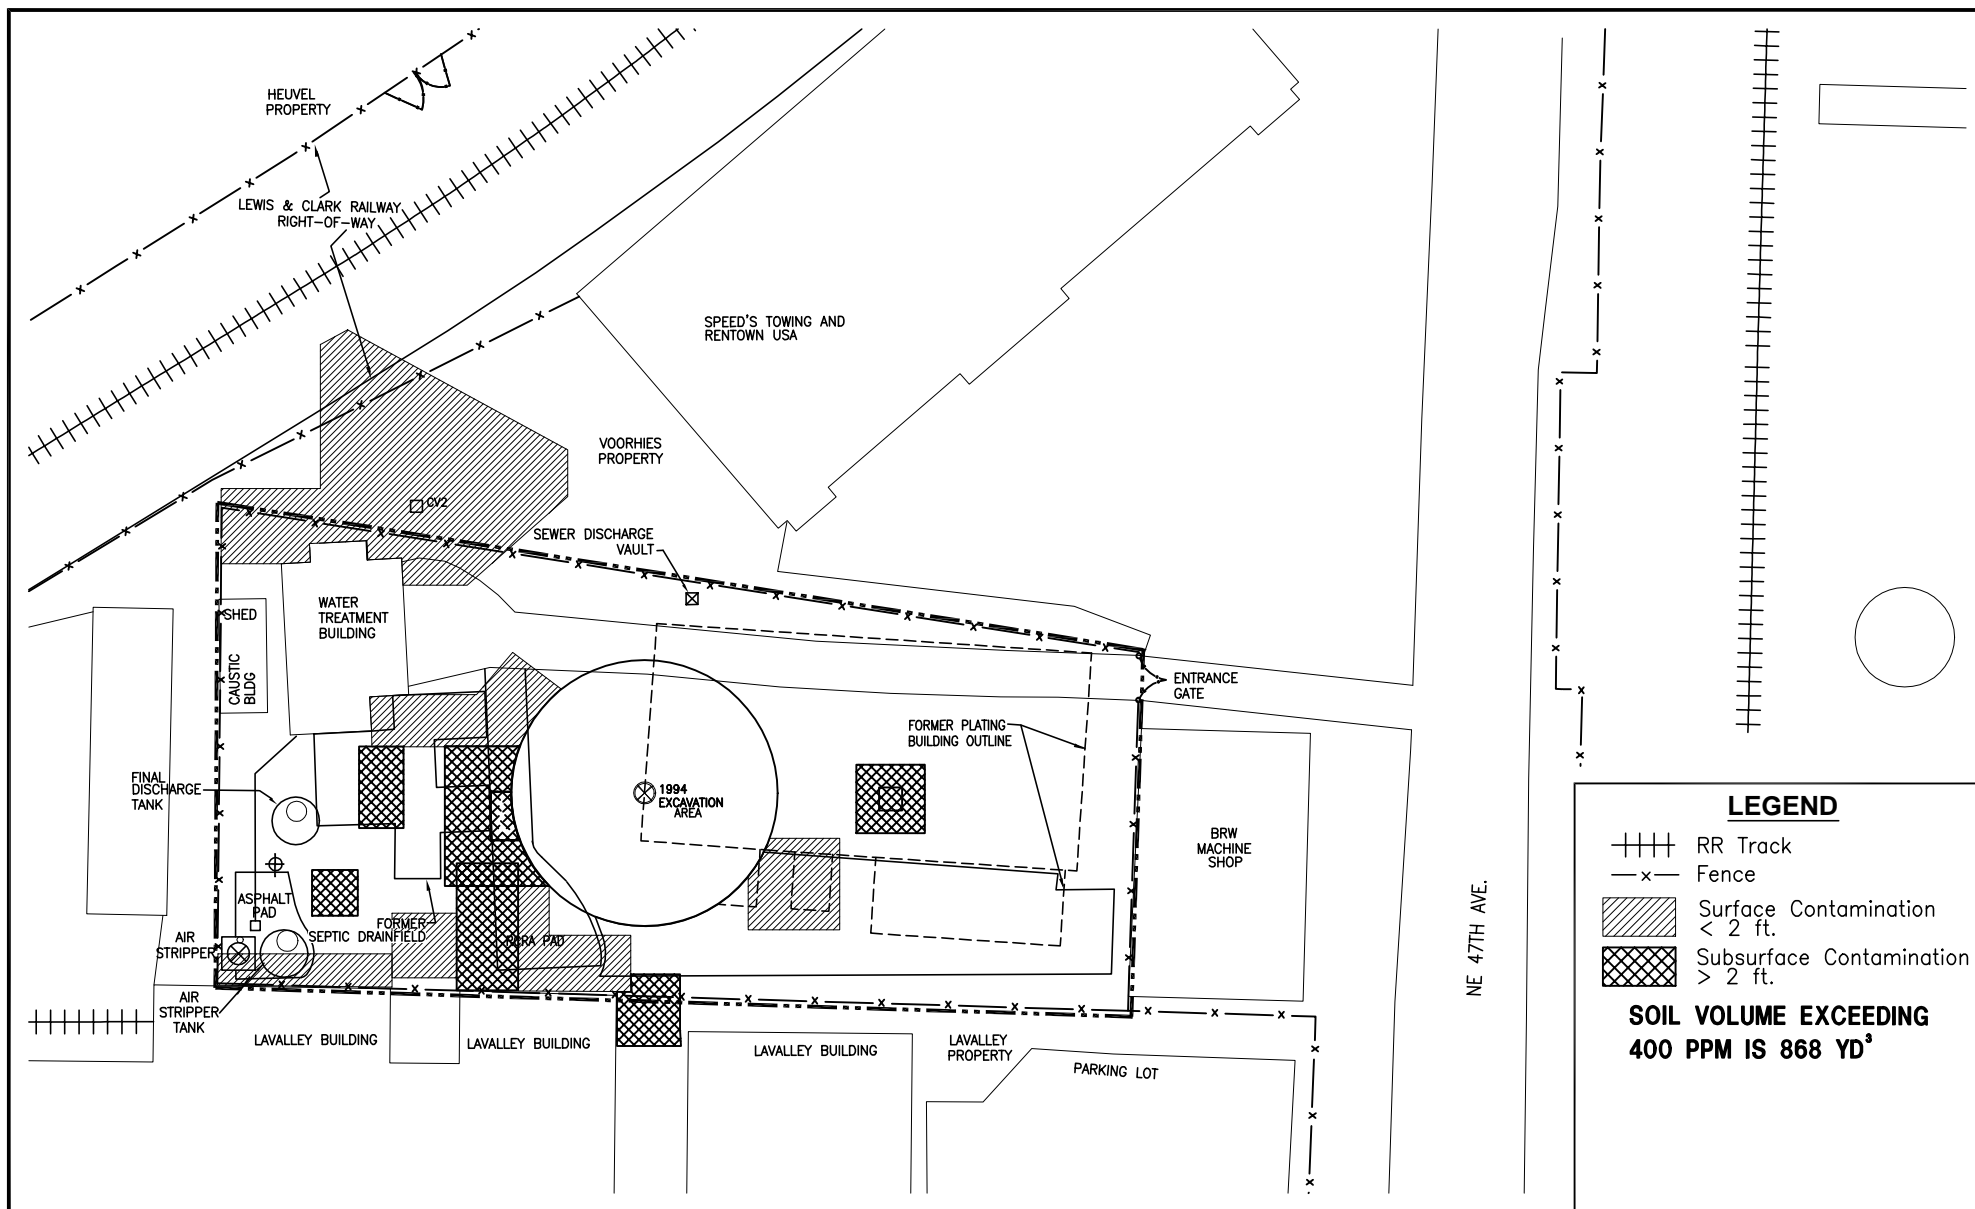 HEUVEL
PROPERTY
LEWIS & CLARK RAILWAY
RIGHT-OF-WAY
SPEED'S TOWING AND
RENTOWN USA
VOORHIES
PROPERTY
CV2
SEWER DISCHARGE
VAULT
SHED
WATER
TREATMENT
BUILDING
CAUSTIC
BLDG
ENTRANCE
GATE
FORMER PLATING
BUILDING OUTLINE
FINAL
DISCHARGE
TANK
1994
EXCAVATION
AREA
BRW
MACHINE
SHOP
ASPHALT
PAD
FORMER
SEPTIC DRAINFIELD
RCRA PAD
AIR
STRIPPER
AIR
STRIPPER
TANK
LAVALLEY BUILDING
LAVALLEY BUILDING
LAVALLEY BUILDING
LAVALLEY
PROPERTY
PARKING LOT
NE 47TH AVE.
LEGEND
RR Track
Fence
Surface Contamination
< 2 ft.
Subsurface Contamination
> 2 ft.
SOIL VOLUME EXCEEDING
400 PPM IS 868 YD³